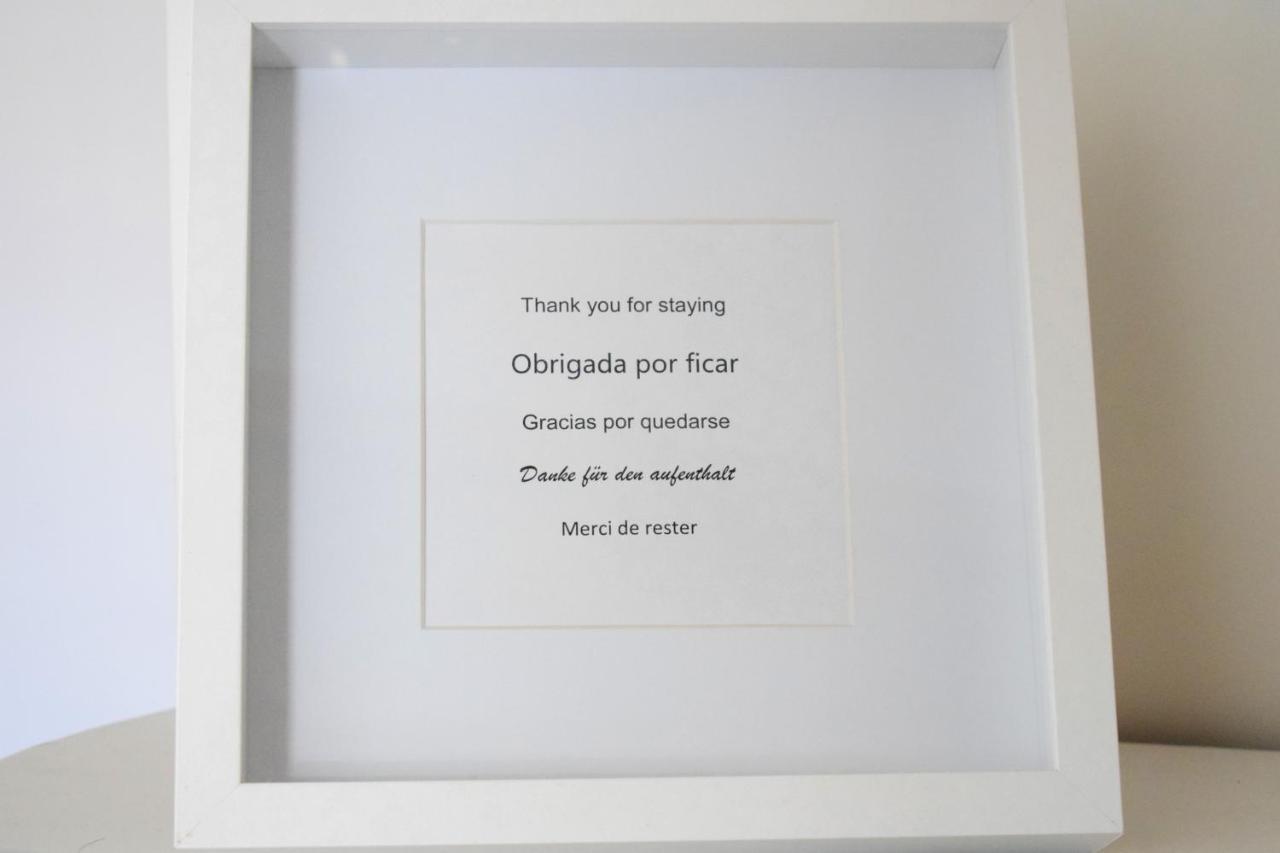 Thank you for staying
Obrigada por ficar
Gracias por quedarse
Danke für den aufenthalt
Merci de rester